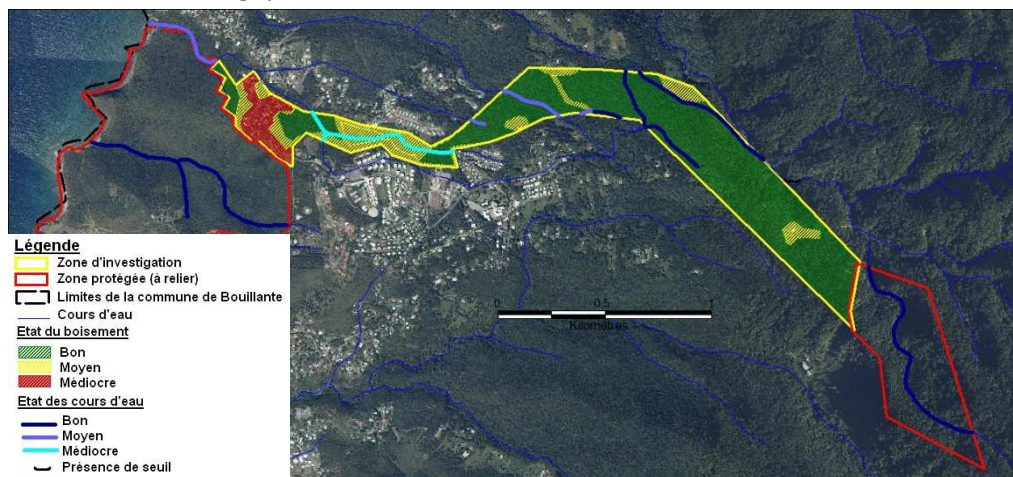 0 0.5 1
Kilomètres
Légende
Zone d'investigation
Zone protégée (à relier)
Limites de la commune de Bouillante
Cours d'eau
Etat du boisement
Bon
Moyen
Médiocre
Etat des cours d'eau
Bon
Moyen
Médiocre
Présence de seuil